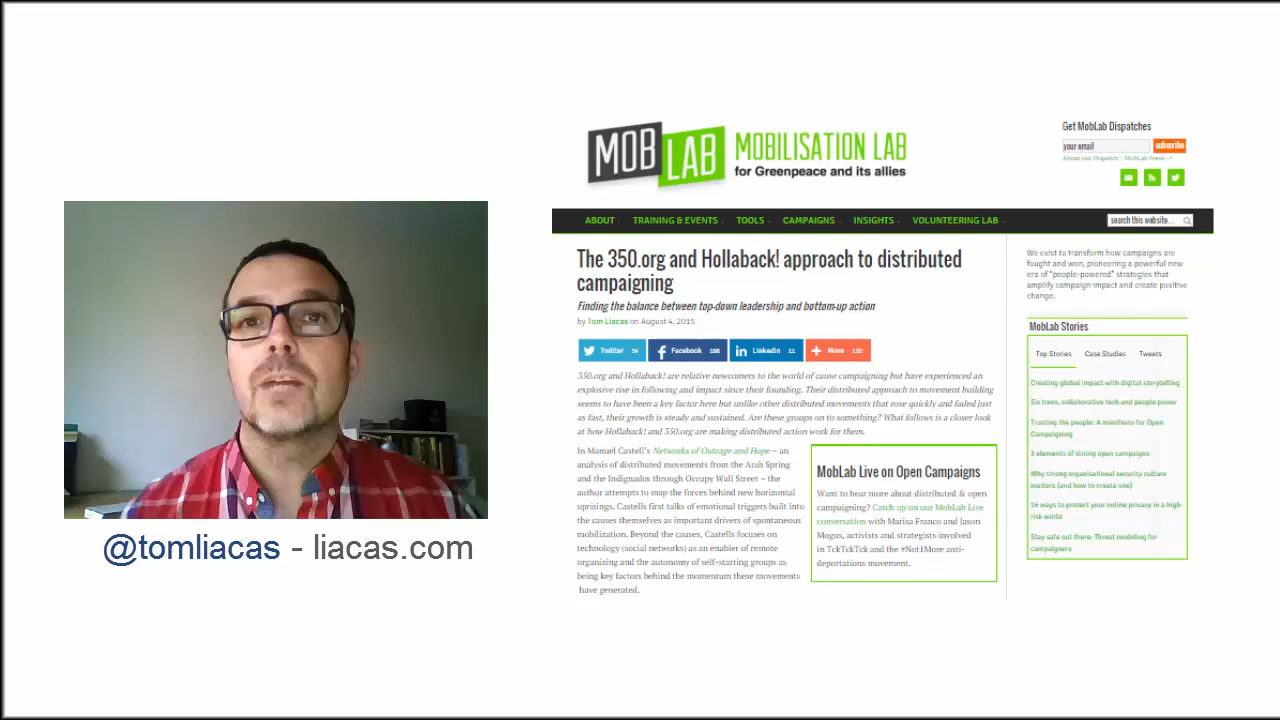 @tomliacas - liacas.com
MOB LAB
MOBILISATION LAB
for Greenpeace and its allies
Get MobLab Dispatches
your email
subscribe
About our Dispatch - MobLab Fresh
ABOUT
TRAINING & EVENTS
TOOLS
CAMPAIGNS
INSIGHTS
VOLUNTEERING LAB
search this website...
The 350.org and Hollaback! approach to distributed
campaigning
Finding the balance between top-down leadership and bottom-up action
by Tom Liacas on August 4, 2015
Twitter 54
Facebook
LinkedIn 11
More 120
350.org and Hollaback! are relative newcomers to the world of cause campaigning but have experienced an
explosive rise in following and impact since their founding. Their distributed approach to movement building
seems to have been a key factor here but unlike other distributed movements that rose quickly and faded just
as fast, their growth is steady and sustained. Are these groups on to something? What follows is a closer look
at how Hollaback! and 350.org are making distributed action work for them.
In Manuel Castell's Networks of Outrage and Hope – an
analysis of distributed movements from the Arab Spring
and the Indignados through Occupy Wall Street – the
author attempts to map the forces behind new horizontal
uprisings. Castells first talks of emotional triggers built into
the causes themselves as important drivers of spontaneous
mobilization. Beyond the causes, Castells focuses on
technology (social networks) as an enabler of remote
organizing and the autonomy of self-starting groups as
being key factors behind the momentum these movements
have generated.
MobLab Live on Open Campaigns
Want to hear more about distributed & open
campaigning? Catch up on our MobLab Live
conversation with Marisa Franco and Jason
Mogus, activists and strategists involved
in TckTckTck and the #Not1More anti-
deportations movement.
We exist to transform how campaigns are
fought and won, pioneering a powerful new
era of "people-powered" strategies that
amplify campaign impact and create positive
change.
MobLab Stories
Top Stories
Case Studies
Tweets
Creating global impact with digital storytelling
Six trees, collaborative tech and people power
Trusting the people: A manifesto for Open
Campaigning
3 elements of strong open campaigns
Why strong organisational security culture
matters (and how to create one)
16 ways to protect your online privacy in a high-
risk world
Stay safe out there: Threat modeling for
campaigners